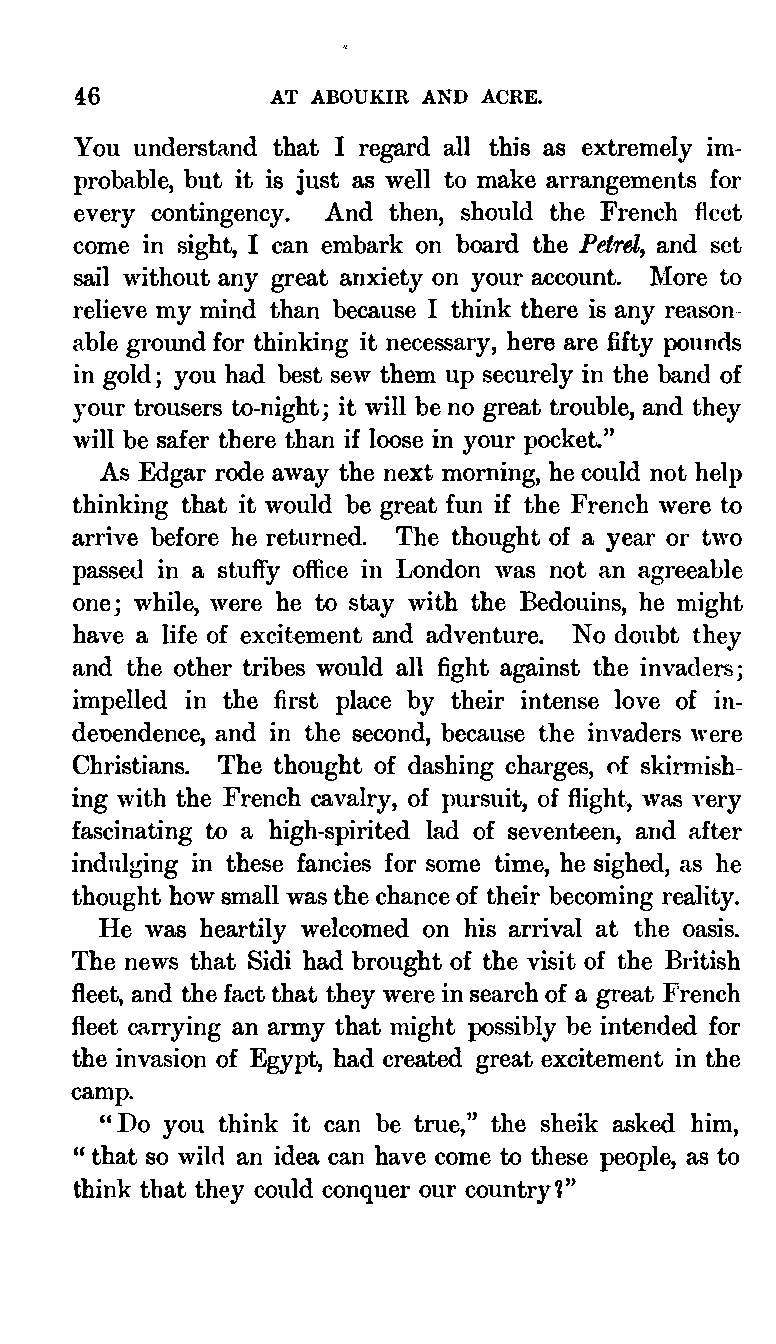 46 AT ABOUKIR AND ACRE.
You understand that I regard all this as extremely im-
probable, but it is just as well to make arrangements for
every contingency. And then, should the French fleet
come in sight, I can embark on board the Petrel, and set
sail without any great anxiety on your account. More to
relieve my mind than because I think there is any reason-
able ground for thinking it necessary, here are fifty pounds
in gold; you had best sew them up securely in the band of
your trousers to-night; it will be no great trouble, and they
will be safer there than if loose in your pocket.”
As Edgar rode away the next morning, he could not help
thinking that it would be great fun if the French were to
arrive before he returned. The thought of a year or two
passed in a stuffy office in London was not an agreeable
one; while, were he to stay with the Bedouins, he might
have a life of excitement and adventure. No doubt they
and the other tribes would all fight against the invaders;
impelled in the first place by their intense love of in-
dependence, and in the second, because the invaders were
Christians. The thought of dashing charges, of skirmish-
ing with the French cavalry, of pursuit, of flight, was very
fascinating to a high-spirited lad of seventeen, and after
indulging in these fancies for some time, he sighed, as he
thought how small was the chance of their becoming reality.
He was heartily welcomed on his arrival at the oasis.
The news that Sidi had brought of the visit of the British
fleet, and the fact that they were in search of a great French
fleet carrying an army that might possibly be intended for
the invasion of Egypt, had created great excitement in the
camp.
“Do you think it can be true,” the sheik asked him,
“that so wild an idea can have come to these people, as to
think that they could conquer our country?”